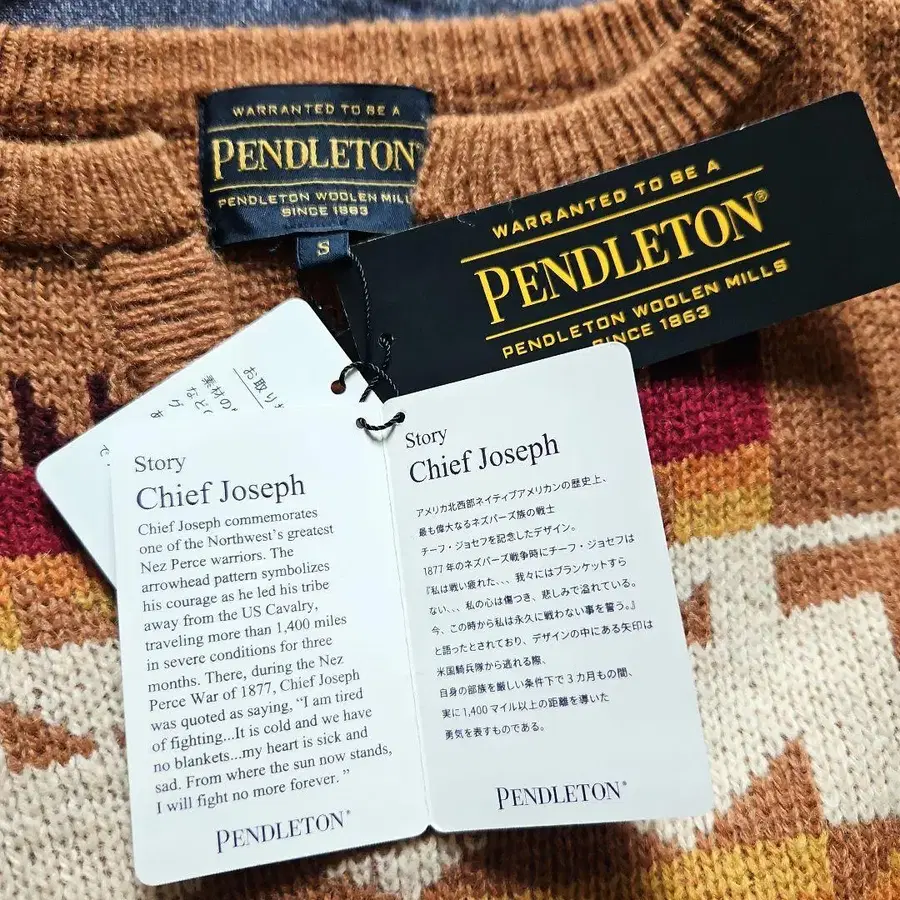 WARRANTED TO BE A
PENDLETON
PENDLETON WOOLEN MILL
SINCE 1863
S
WARRANTED TO BE A
PENDLETON®
PENDLETON WOOLEN MILLS
SINCE 1863
お取り
素材の
など
Story
Chief Joseph
Chief Joseph commemorates
one of the Northwest's greatest
Nez Perce warriors. The
arrowhead pattern symbolizes
his courage as he led his tribe
away from the US Cavalry,
traveling more than 1,400 miles
in severe conditions for three
months. There, during the Nez
Perce War of 1877, Chief Joseph
was quoted as saying, “I am tired
of fighting...It is cold and we have
no blankets...my heart is sick and
sad. From where the sun now stands,
I will fight no more forever. ”
PENDLETON®
Story
Chief Joseph
アメリカ北西部ネイティブアメリカンの歴史上、
最も偉大なるネズパーズ族の戦士
チーフ・ジョセフを記念したデザイン。
1877年のネズパーズ戦争時にチーフ・ジョセフは
『私は戦い疲れた、、、我々にはブランケットすら
ない、、、私の心は傷つき、悲しみで溢れている。
今、この時から私は永久に戦わない事を誓う。』
と語ったとされており、デザインの中にある矢印は
米国騎兵隊から逃れる際、
自身の部族を厳しい条件下で3カ月もの間、
実に1,400マイル以上の距離を導いた
勇気を表すものである。
PENDLETON®